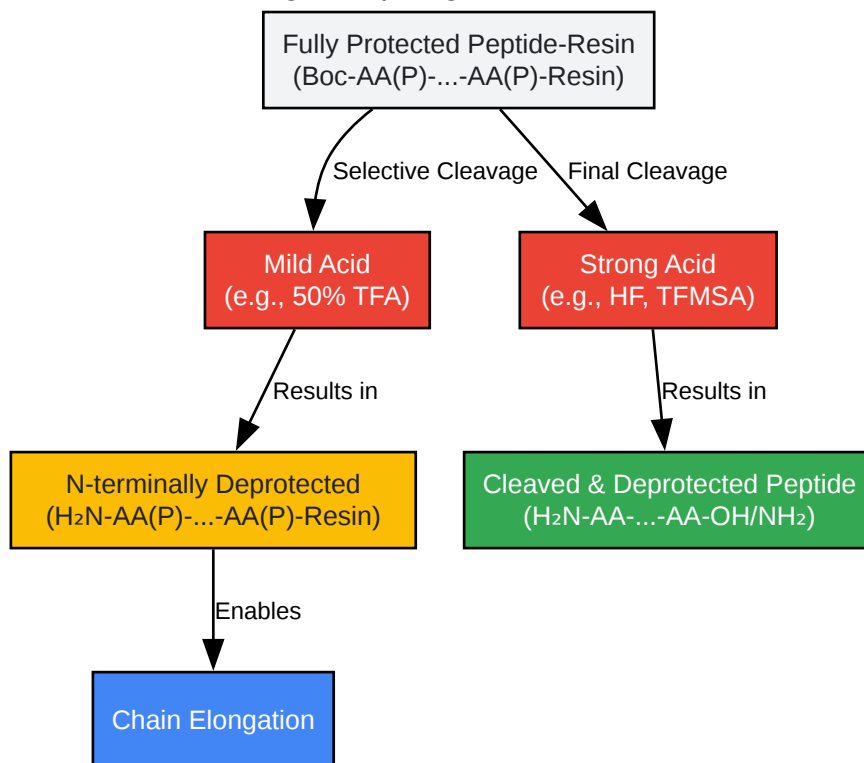 Fully Protected Peptide-Resin
(Boc-AA(P)-...-AA(P)-Resin)
Selective Cleavage
Final Cleavage
Mild Acid
(e.g., 50% TFA)
Strong Acid
(e.g., HF, TFMSA)
Results in
Results in
N-terminally Deprotected
(H₂N-AA(P)-...-AA(P)-Resin)
Cleaved & Deprotected Peptide
(H₂N-AA-...-AA-OH/NH₂)
Enables
Chain Elongation